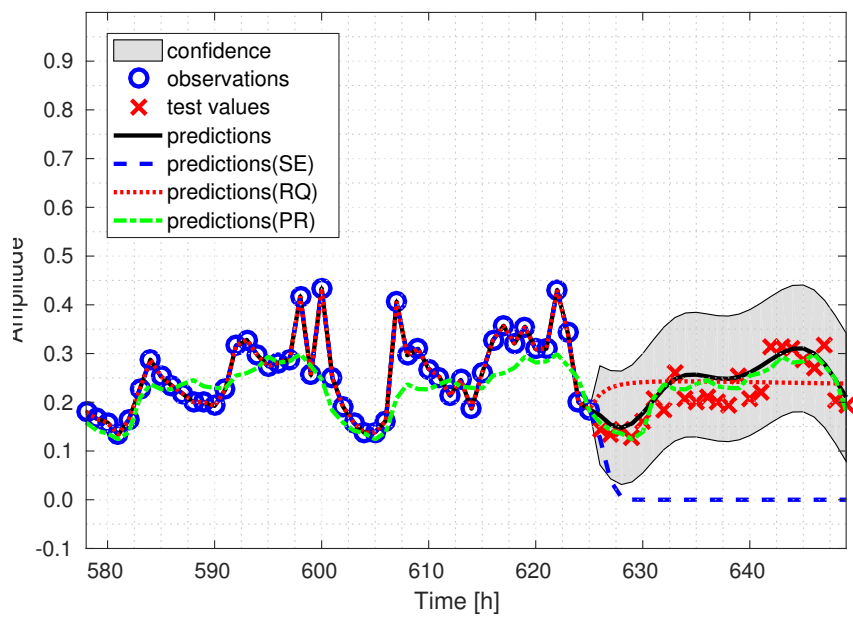 confidence
observations
test values
predictions
predictions(SE)
predictions(RQ)
predictions(PR)
0.9
0.8
0.7
0.6
0.5
0.4
0.3
0.2
0.1
0.0
-0.1
Amplitude
580 590 600 610 620 630 640
Time [h]